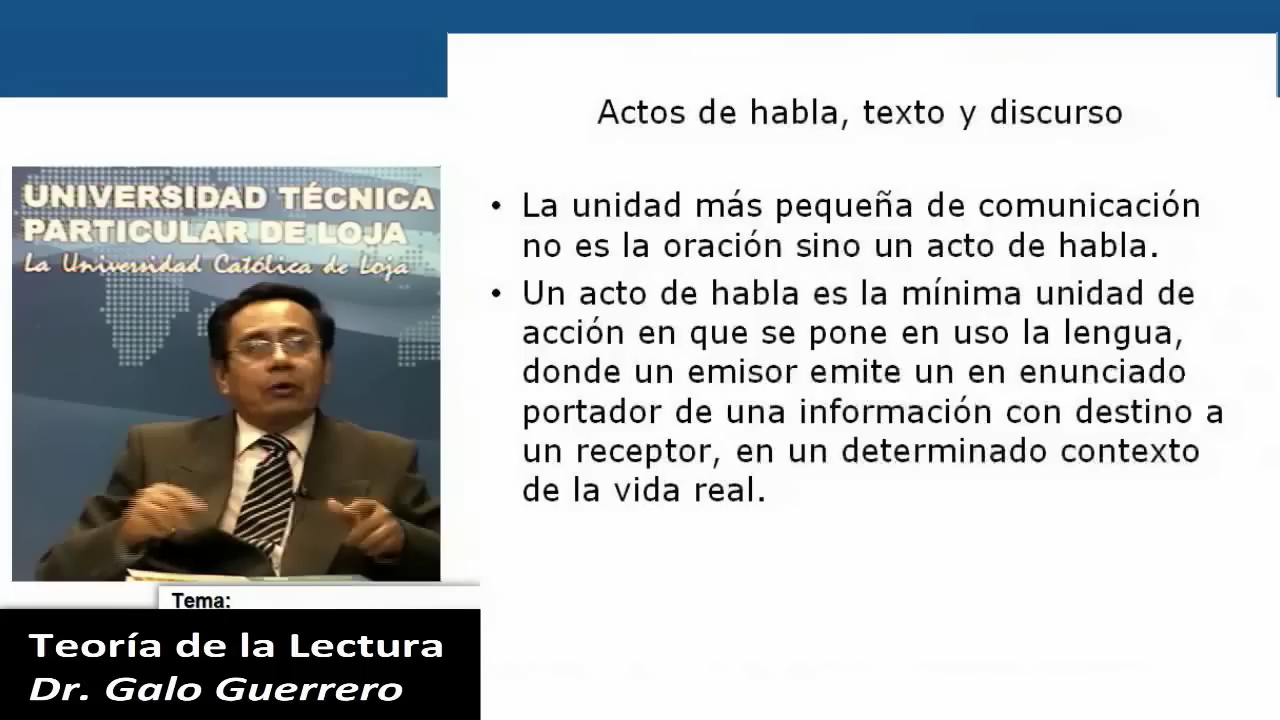 Actos de habla, texto y discurso
UNIVERSIDAD TÉCNICA
PARTICULAR DE LOJA
La Universidad Católica de Loja
• La unidad más pequeña de comunicación
no es la oración sino un acto de habla.
• Un acto de habla es la mínima unidad de
acción en que se pone en uso la lengua,
donde un emisor emite un en enunciado
portador de una información con destino a
un receptor, en un determinado contexto
de la vida real.
Tema:
Teoría de la Lectura
Dr. Galo Guerrero